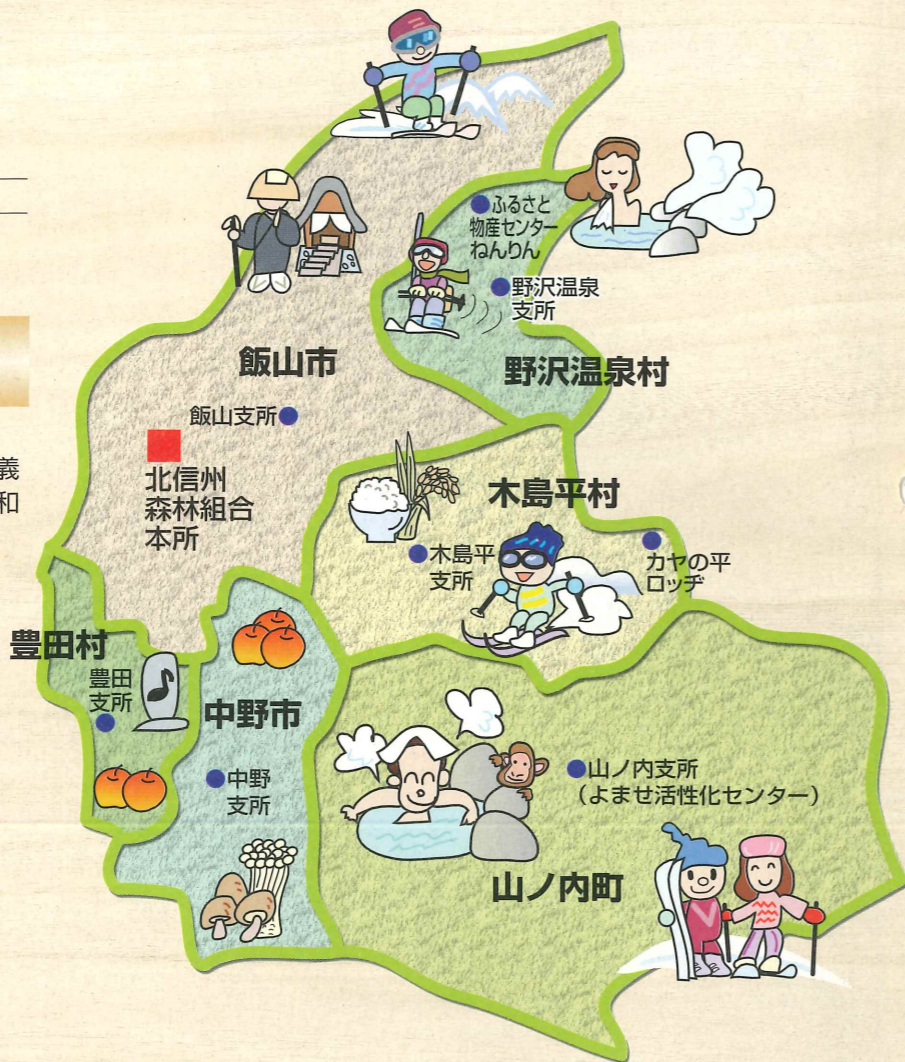 ふるさと
物産センター
ねんりん
野沢温泉
支所
飯山市
野沢温泉村
飯山支所
義
和
北信州
森林組合
本所
木島平村
木島平
支所
カヤの平
ロッヂ
豊田村
豊田
支所
中野市
中野
支所
山ノ内支所
（よませ活性化センター）
山ノ内町